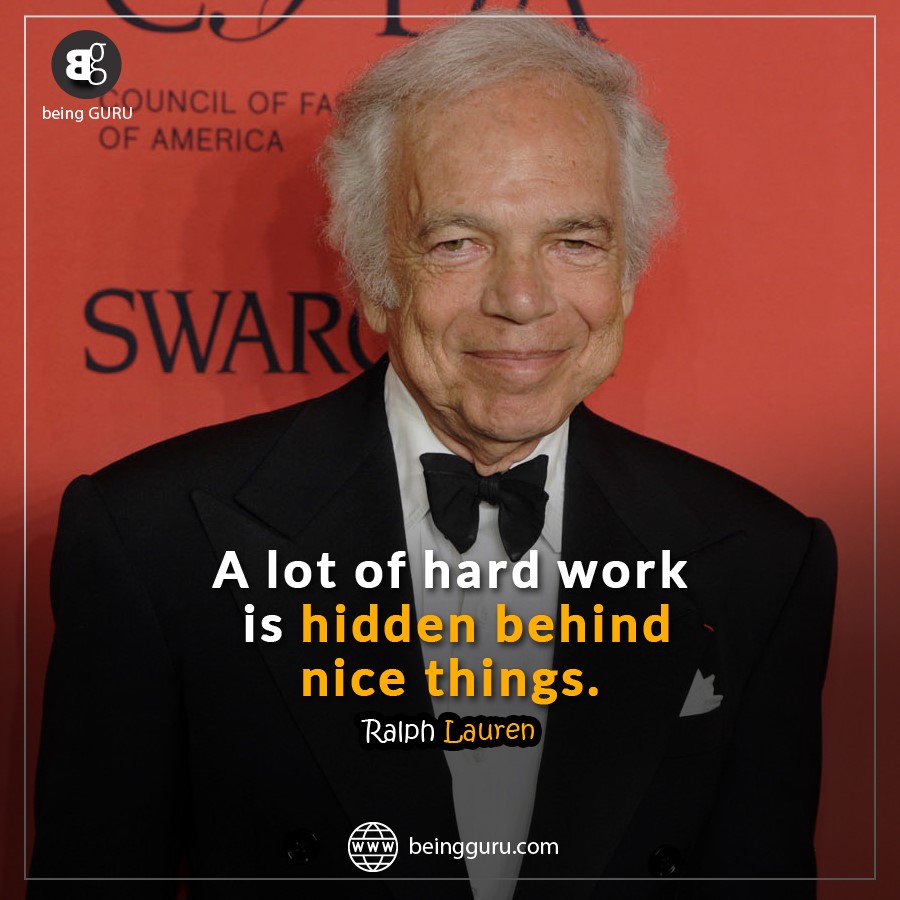 being GURU
COUNCIL OF FA
OF AMERICA
SWARO
A lot of hard work
is hidden behind
nice things.
Ralph Lauren
www beingguru.com